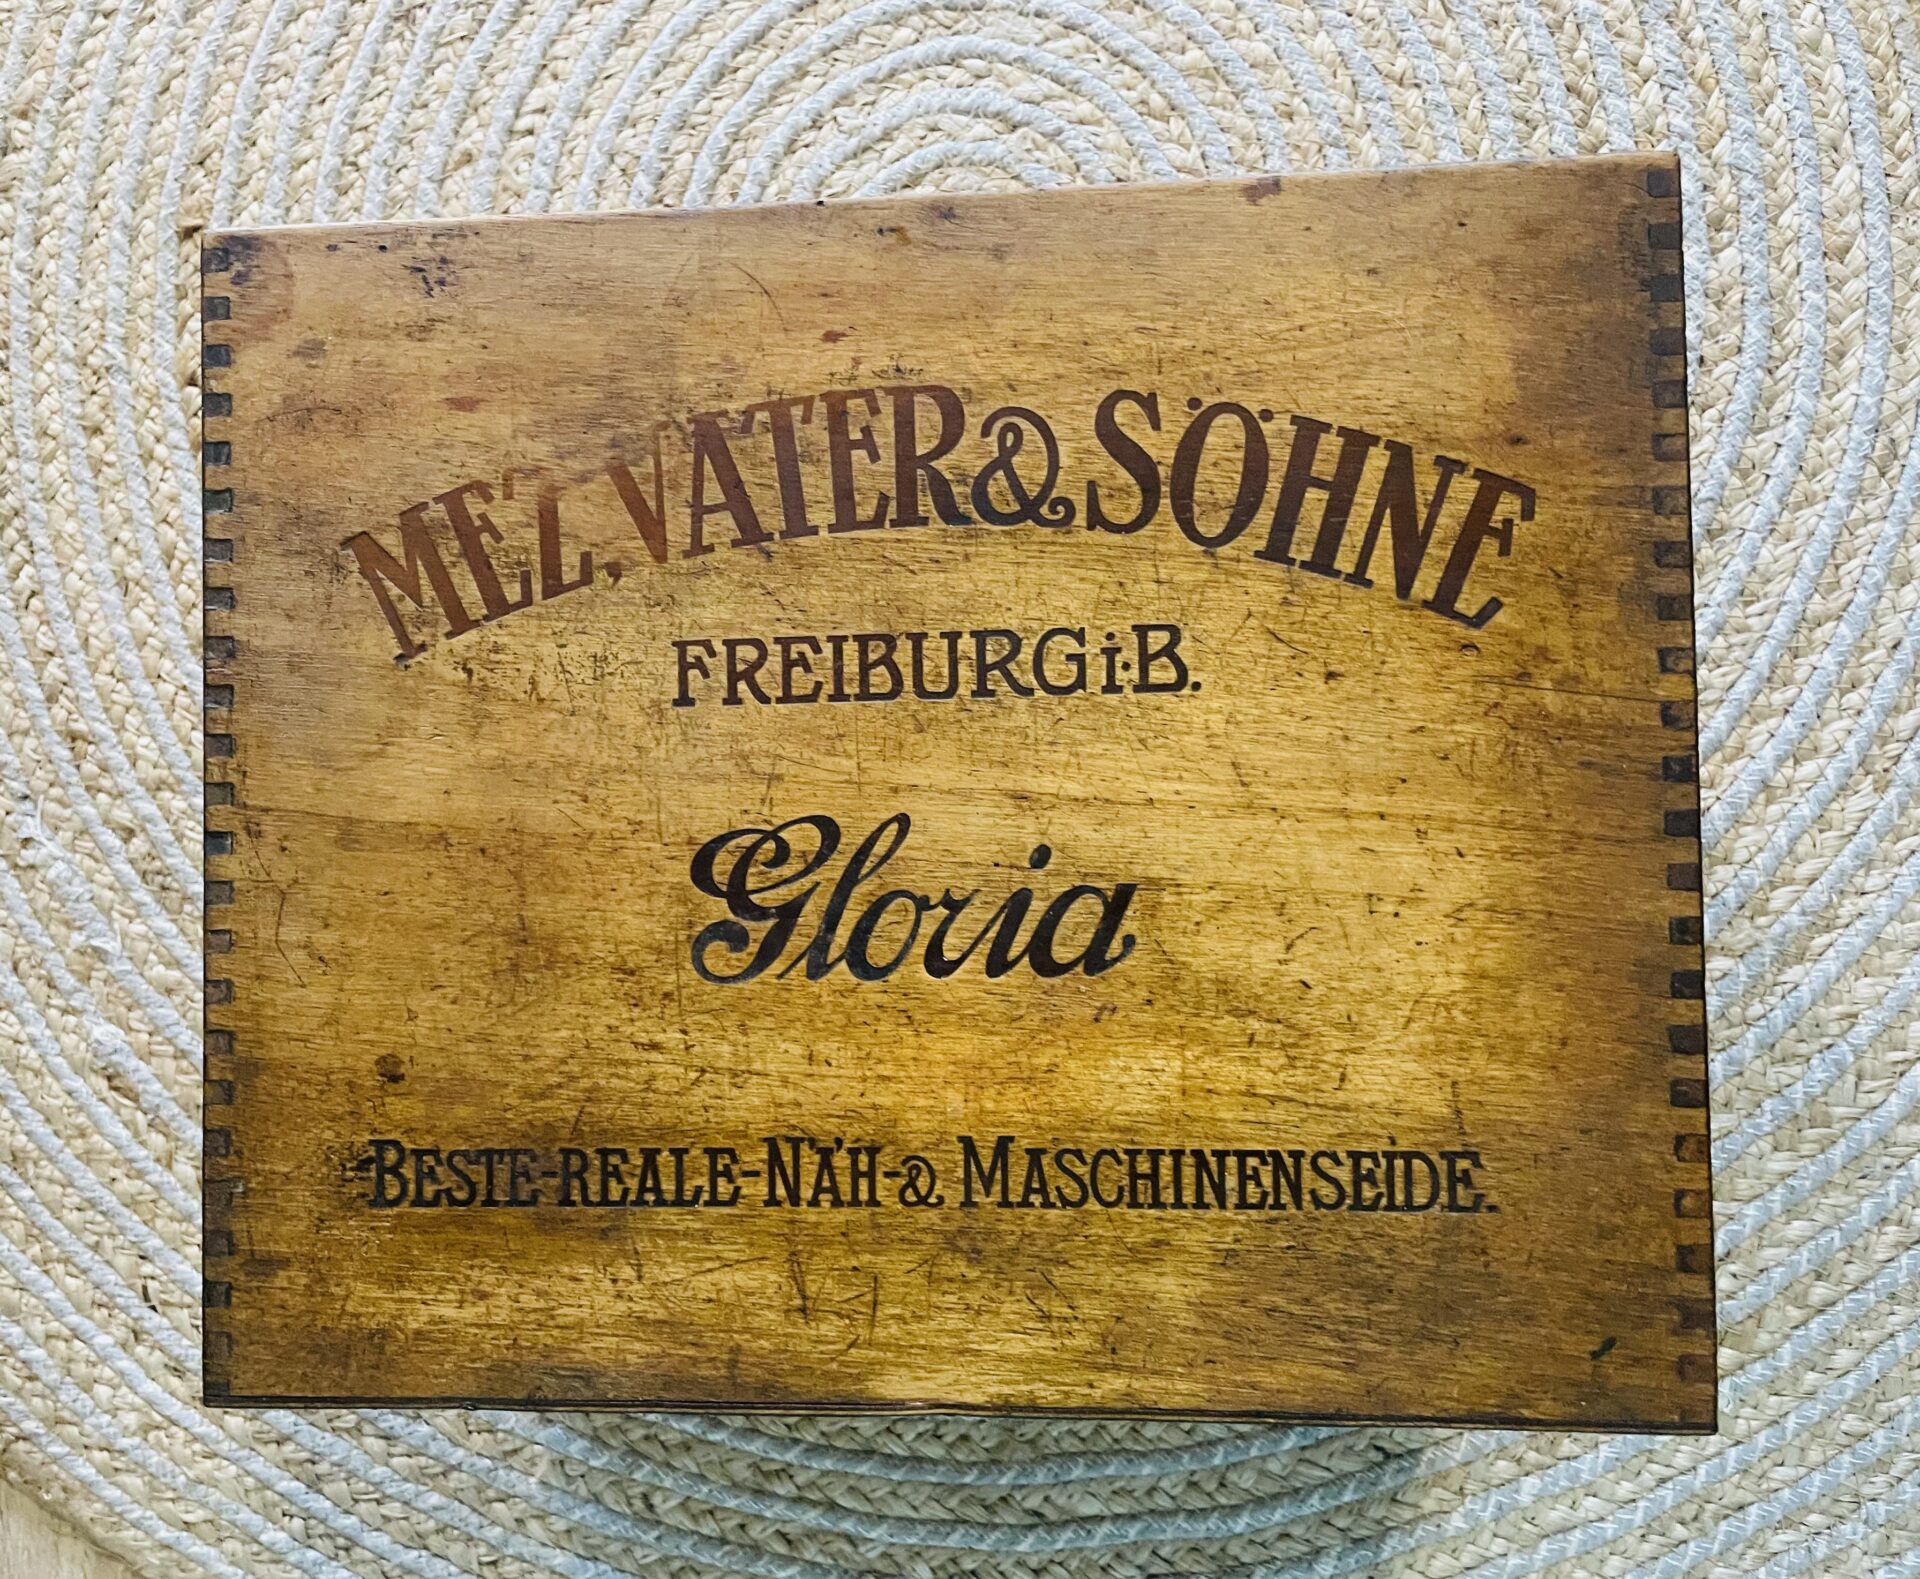 MEZ, VATER & SÖHNE
FREIBURG i. B.
Gloria
BESTE-REALE-NÄH-& MASCHINENSEIDE.